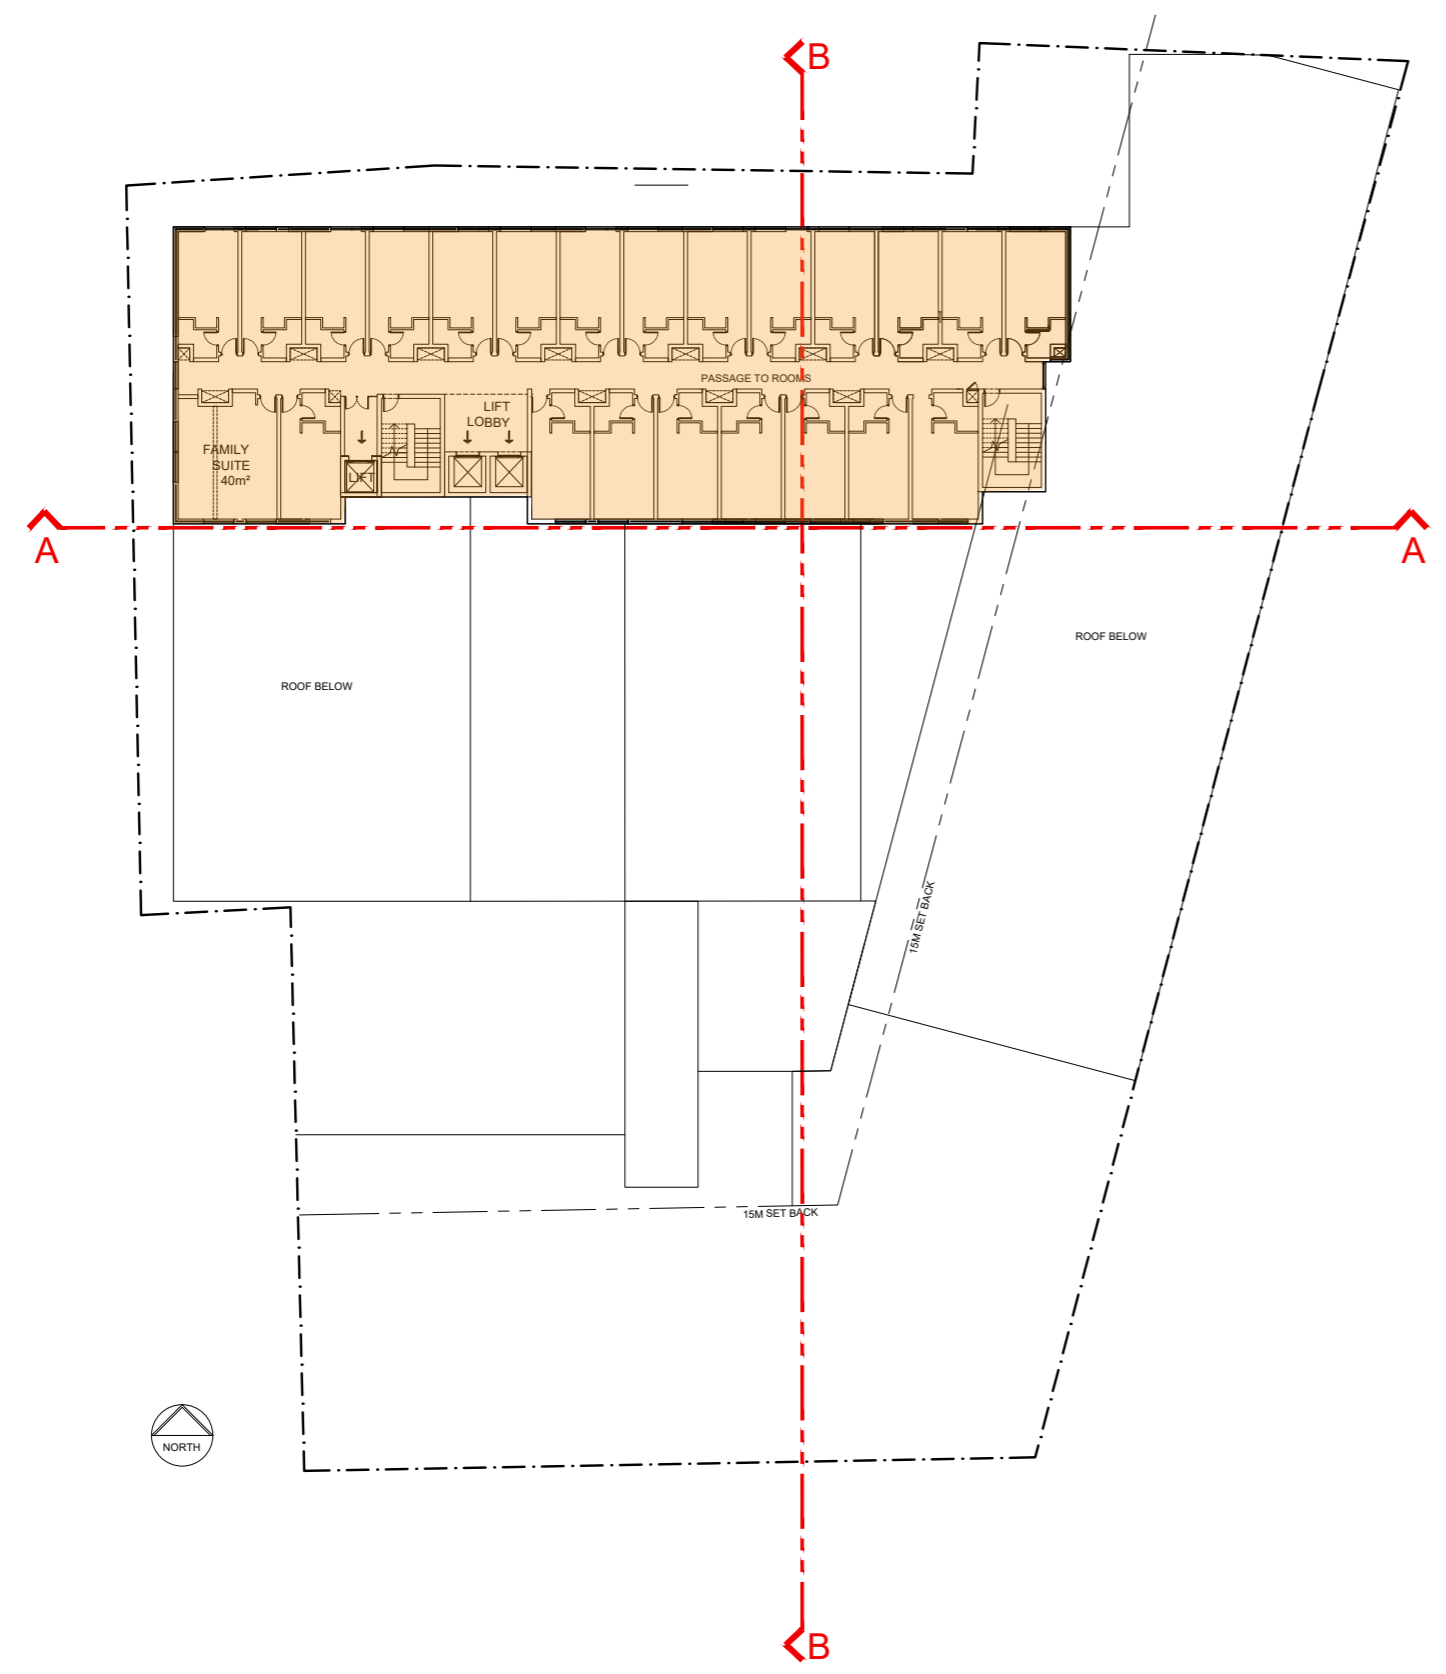 B
PASSAGE TO ROOMS
LIFT
LOBBY
FAMILY
SUITE
40m²
LIFT
A
A
ROOF BELOW
ROOF BELOW
15M SET BACK
15M SET BACK
NORTH
B